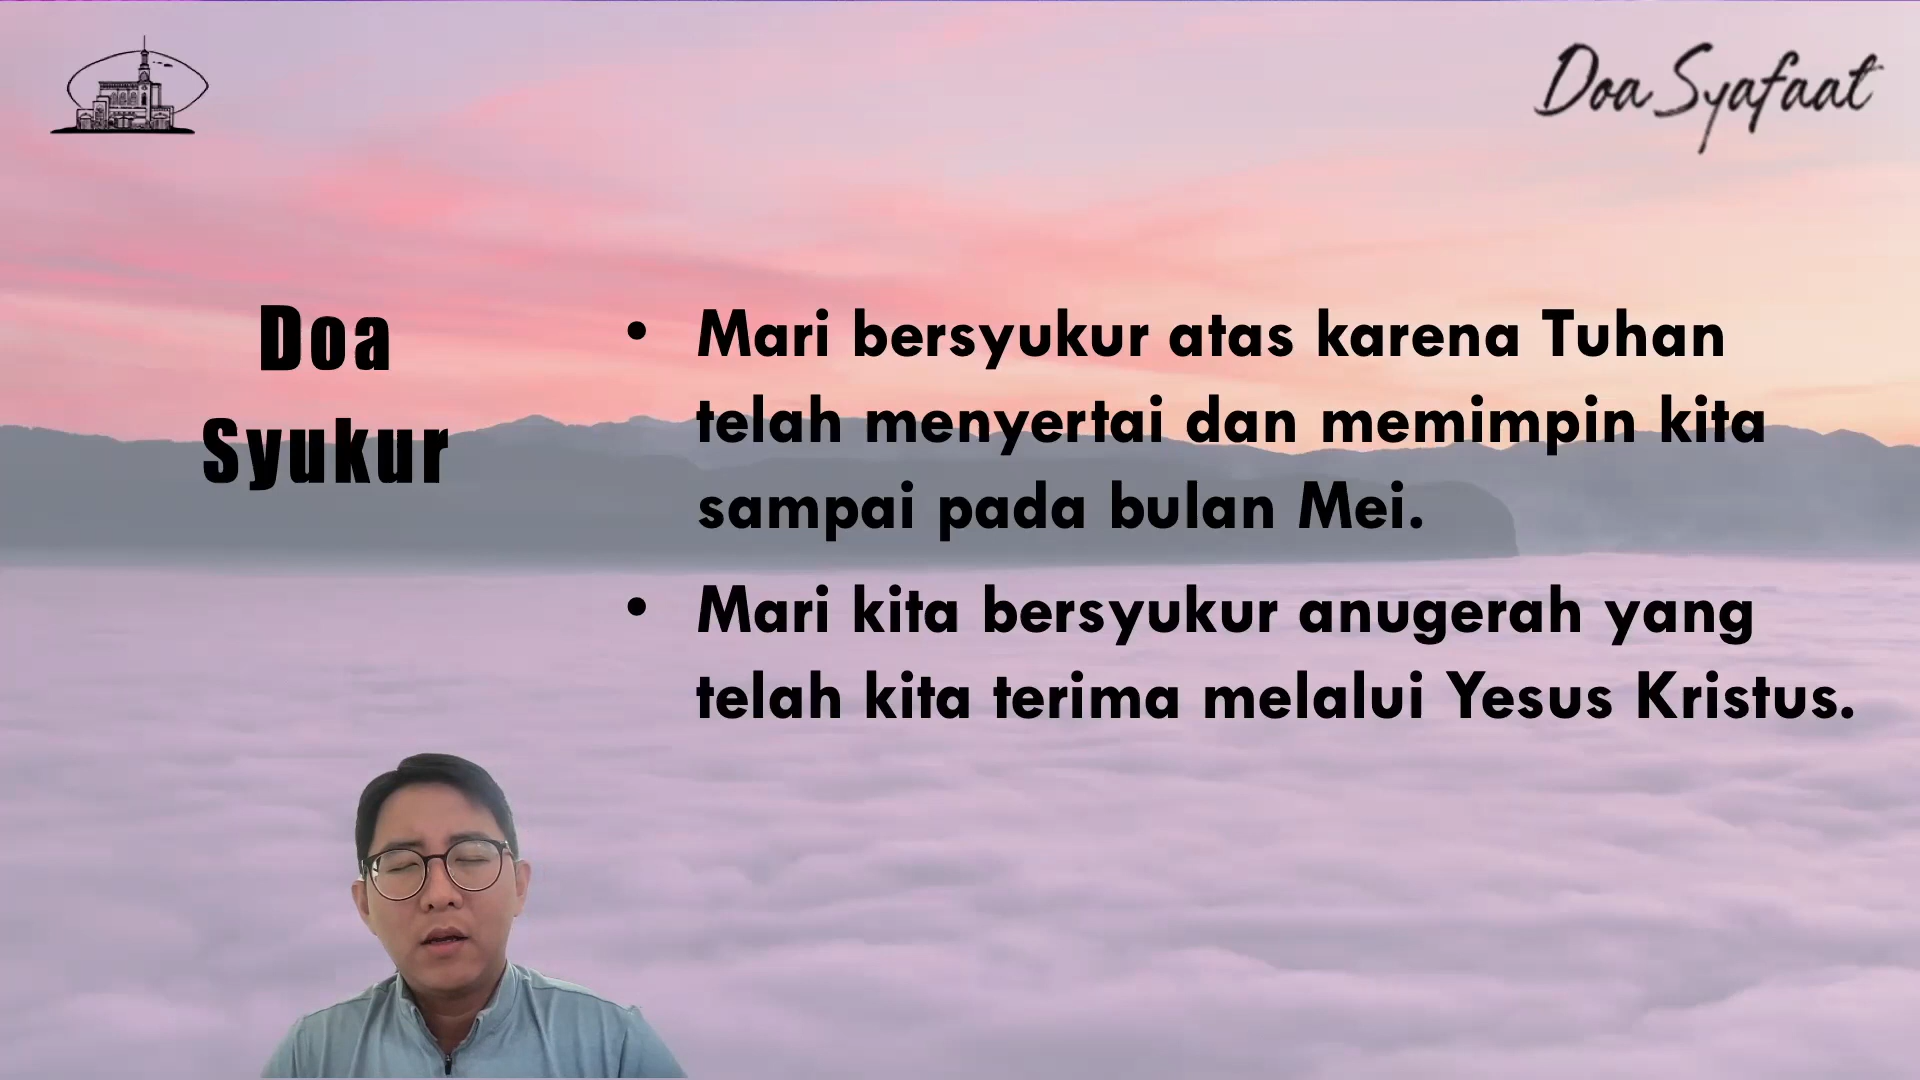 Doa Syafaat
Doa
Syukur
• Mari bersyukur atas karena Tuhan
telah menyertai dan memimpin kita
sampai pada bulan Mei.
• Mari kita bersyukur anugerah yang
telah kita terima melalui Yesus Kristus.